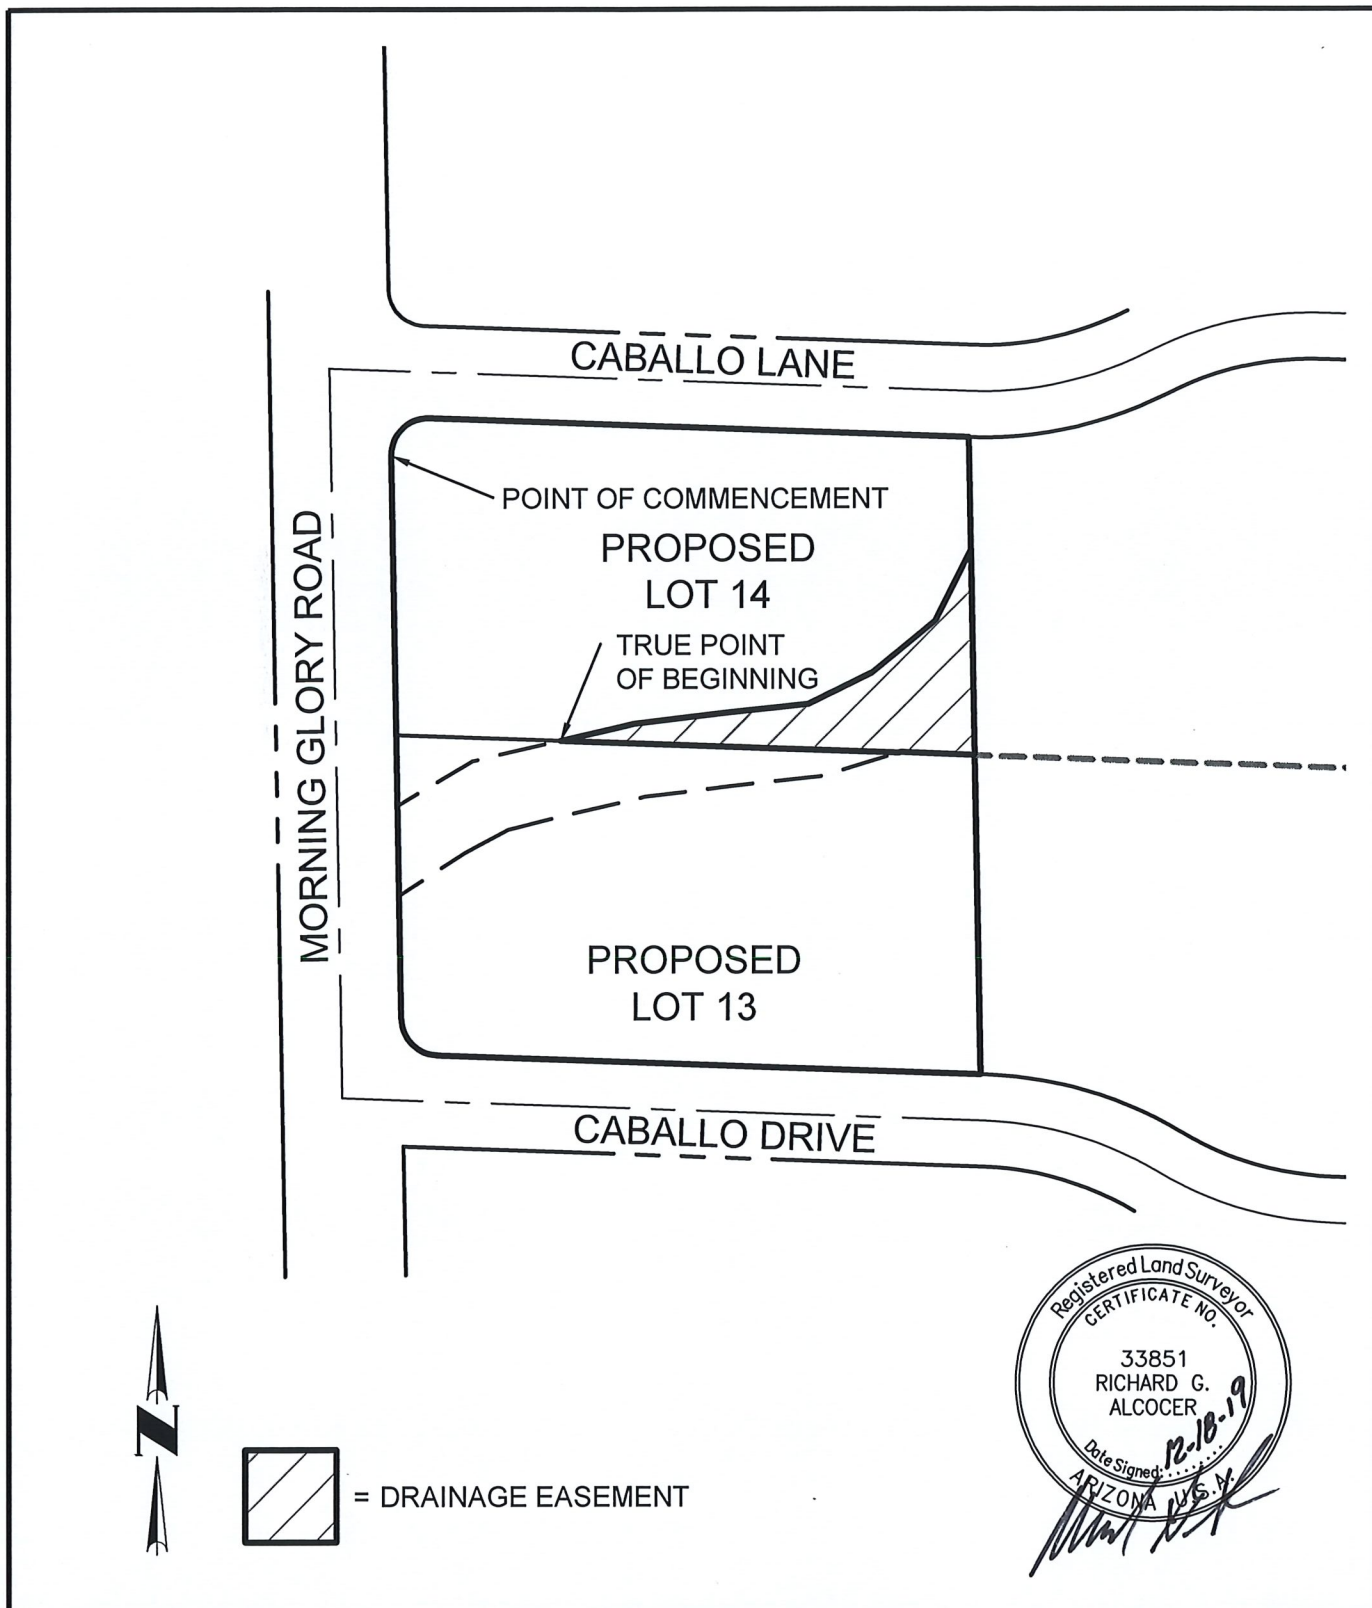 CABALLO LANE
POINT OF COMMENCEMENT
PROPOSED
LOT 14
TRUE POINT
OF BEGINNING
MORNING GLORY ROAD
PROPOSED
LOT 13
CABALLO DRIVE
N
= DRAINAGE EASEMENT
Registered Land Surveyor
CERTIFICATE NO.
33851
RICHARD G.
ALCOCER
Date Signed: 12-18-19
ARIZONA U.S.A.